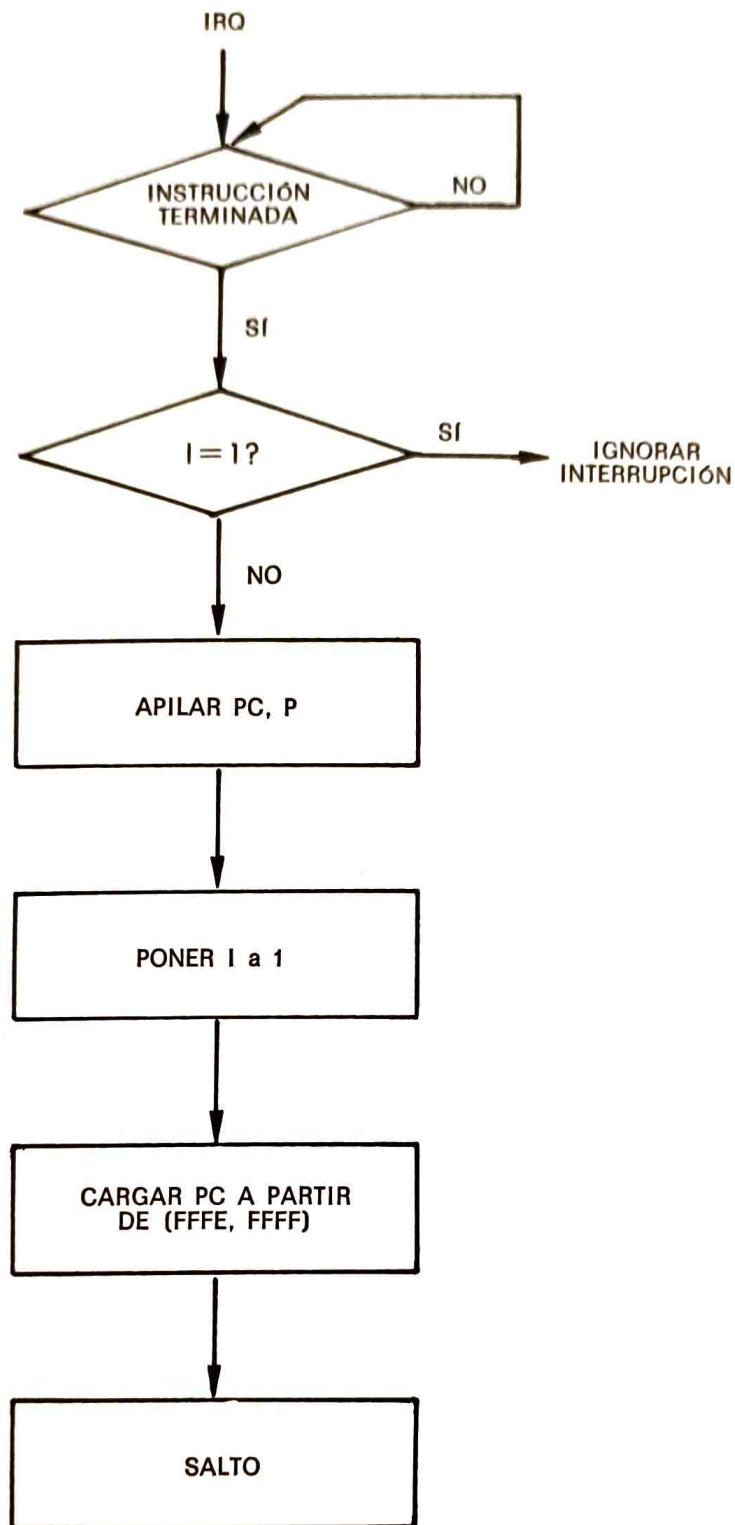 IRQ
INSTRUCCIÓN
TERMINADA
NO
SÍ
I = 1?
SÍ
IGNORAR
INTERRUPCIÓN
NO
APILAR PC, P
PONER I a 1
CARGAR PC A PARTIR
DE (FFFE, FFFF)
SALTO